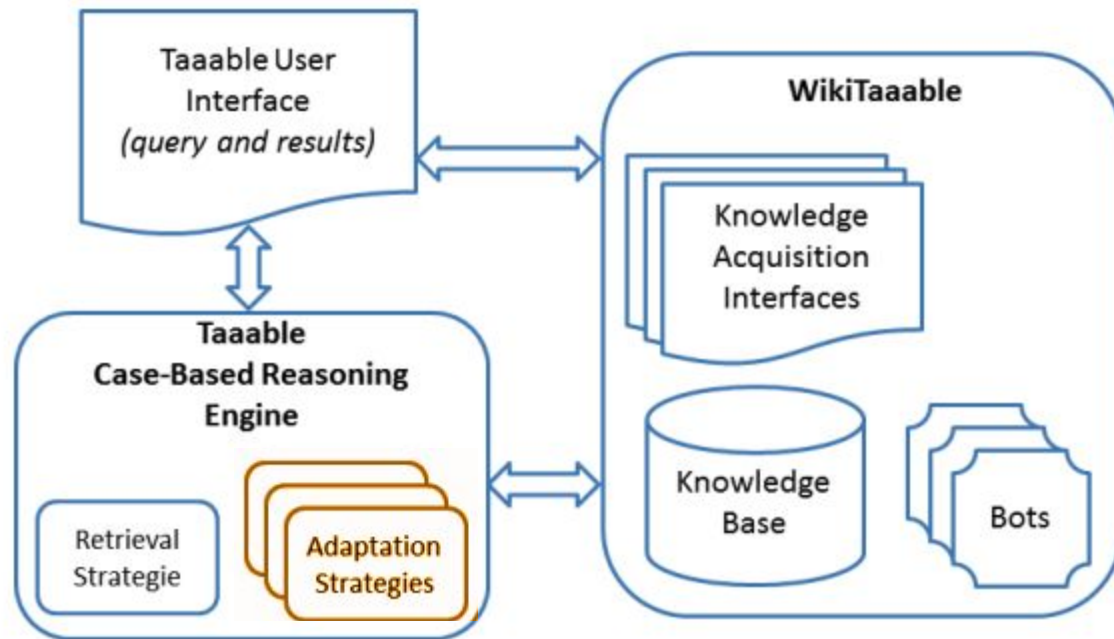 Taaable User
Interface
(query and results)
WikiTaaable
Knowledge
Acquisition
Interfaces
Taaable
Case-Based Reasoning
Engine
Retrieval
Strategie
Adaptation
Strategies
Knowledge
Base
Bots